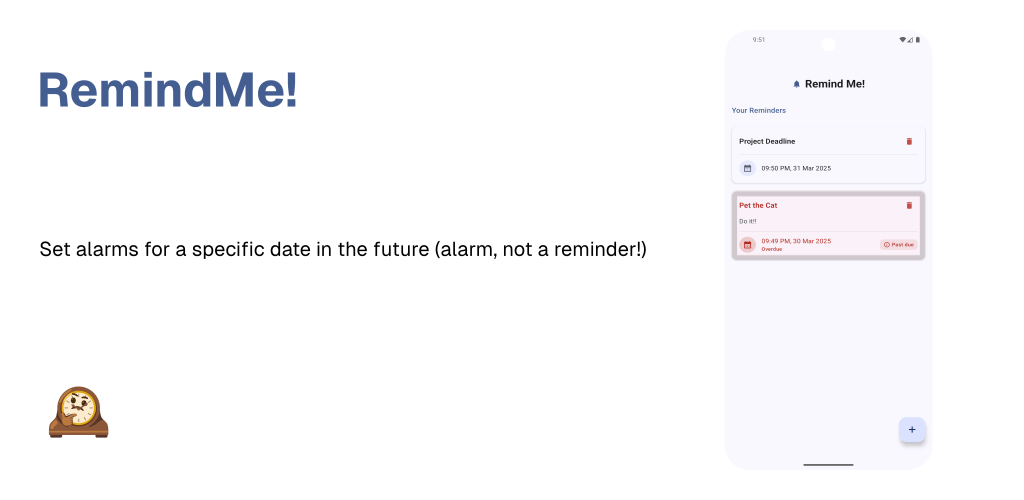 RemindMe!
Set alarms for a specific date in the future (alarm, not a reminder!)
9:51
Remind Me!
Your Reminders
Project Deadline
09:50 PM, 31 Mar 2025
Pet the Cat
Do it!!
09:49 PM, 30 Mar 2025
Overdue
Past due
+